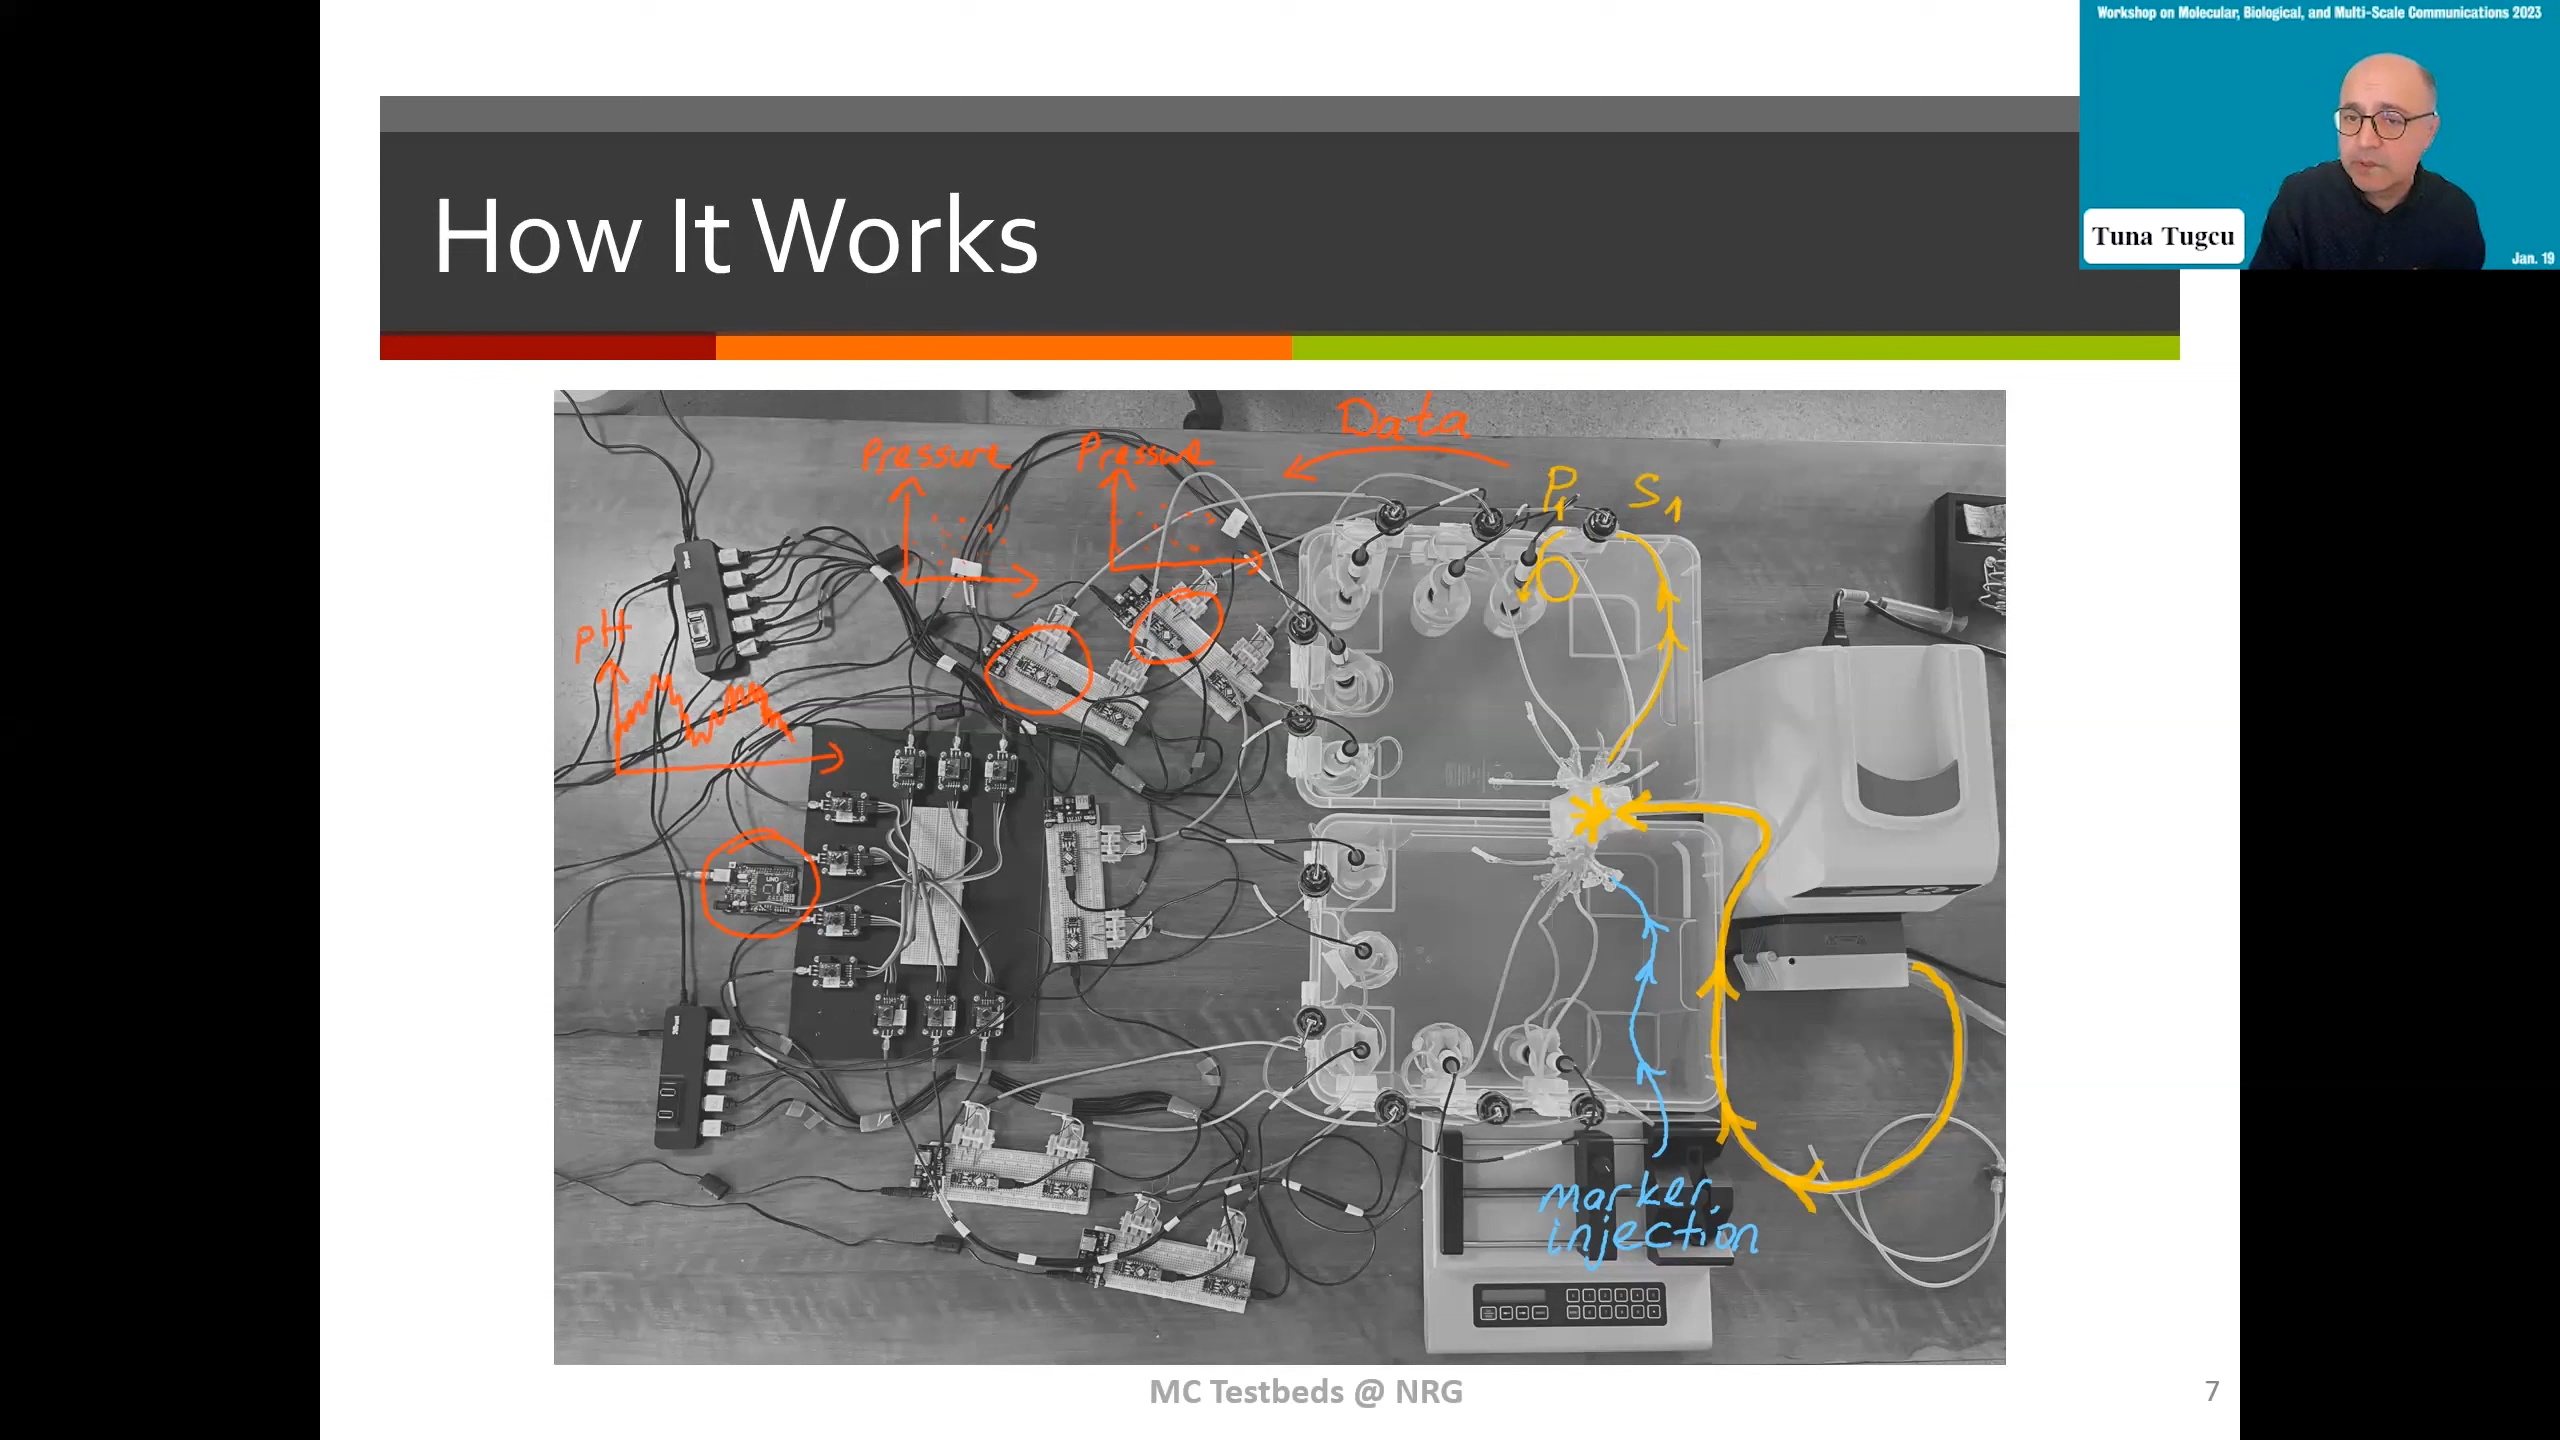 Workshop on Molecular, Biological, and Multi-Scale Communications 2023
Tuna Tugcu
Jan. 19
How It Works
Data
Pressure
Pressure
P1
S1
pH
UNO
marker
injection
MC Testbeds @ NRG
7